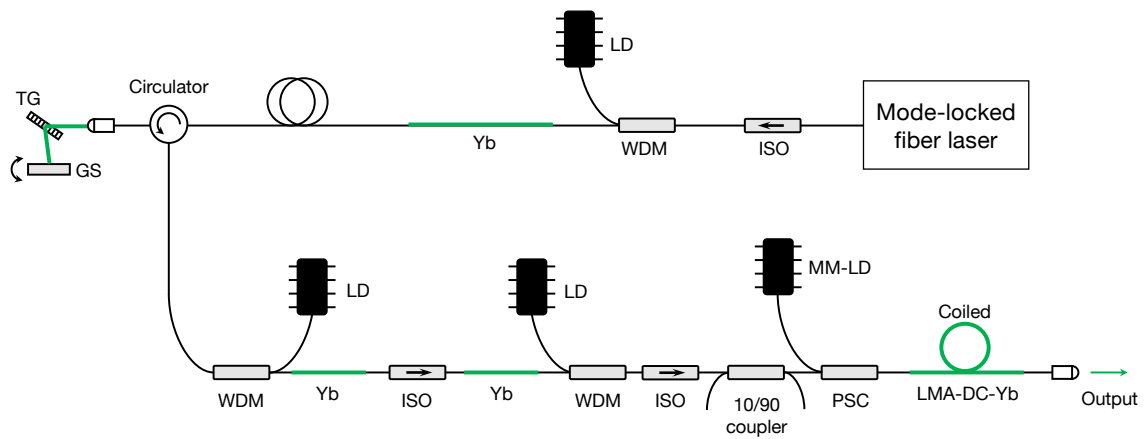 LD
TG
Circulator
Mode-locked
fiber laser
Yb
WDM
ISO
GS
LD
LD
MM-LD
Coiled
WDM
Yb
ISO
Yb
WDM
ISO
10/90
coupler
PSC
LMA-DC-Yb
Output